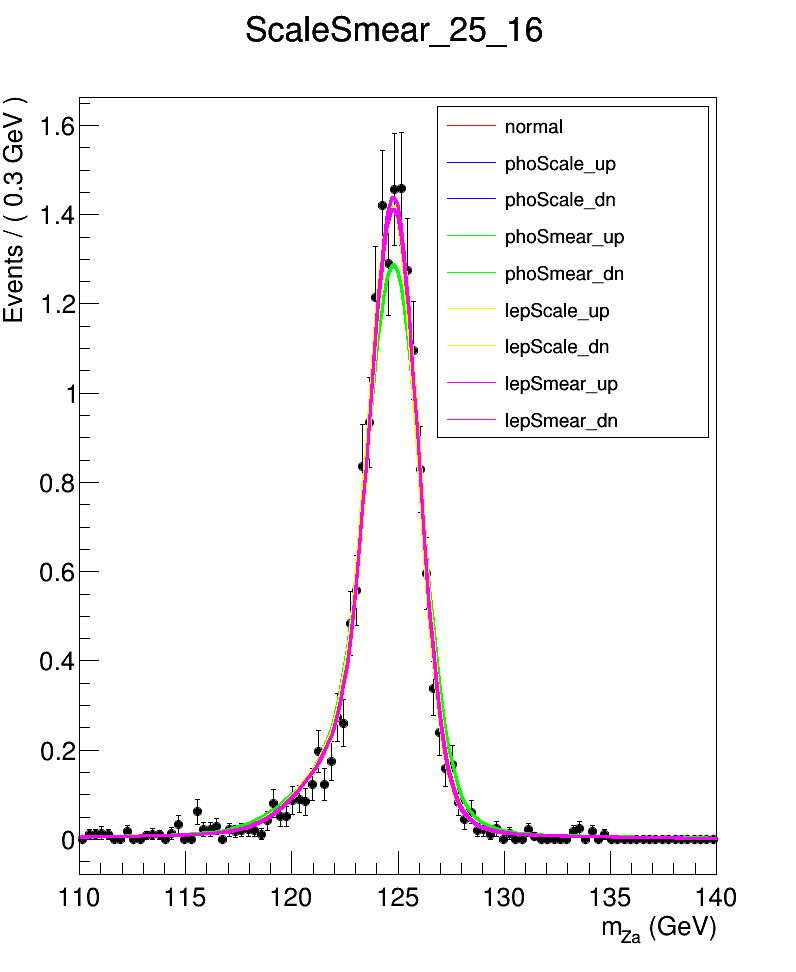 ScaleSmear_25_16
Events / ( 0.3 GeV )
1.6
1.4
1.2
1
0.8
0.6
0.4
0.2
0
normal
phoScale_up
phoScale_dn
phoSmear_up
phoSmear_dn
lepScale_up
lepScale_dn
lepSmear_up
lepSmear_dn
110 115 120 125 130 135 140
mZa (GeV)